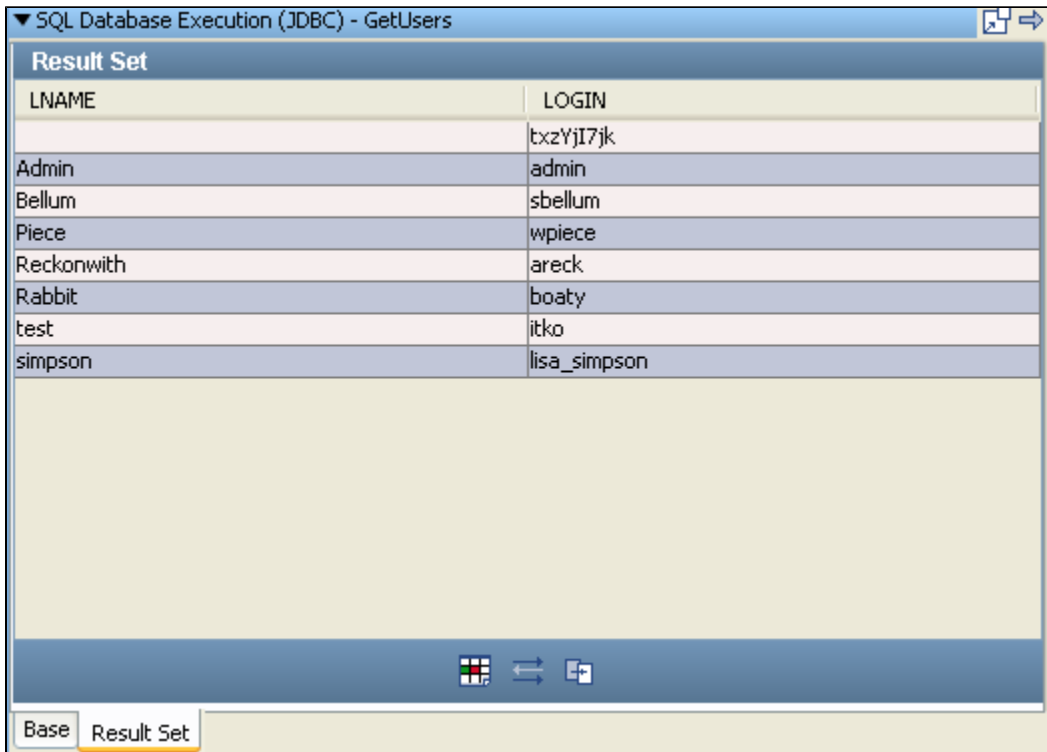 SQL Database Execution (JDBC) - GetUsers
Result Set
LNAME LOGIN
txzYjI7jk
Admin admin
Bellum sbellum
Piece wpiece
Reckonwith areck
Rabbit boaty
test itko
simpson lisa_simpson
Base Result Set